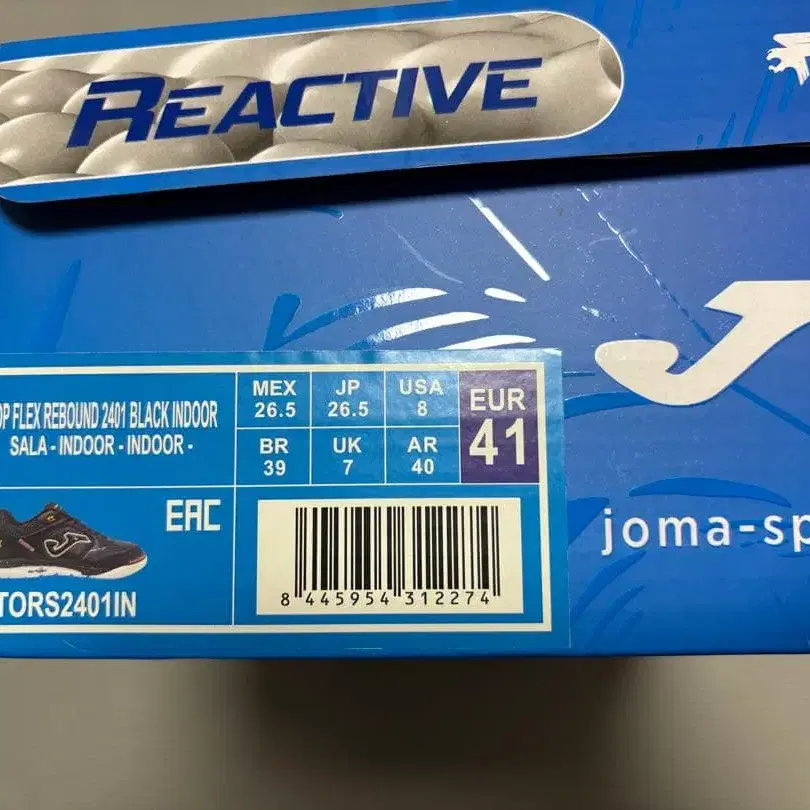 REACTIVE
OP FLEX REBOUND 2401 BLACK INDOOR
SALA - INDOOR - INDOOR -
MEX 26.5
JP 26.5
USA 8
EUR 41
BR 39
UK 7
AR 40
EAC
TORS2401IN
8 445954 312274
joma-sp